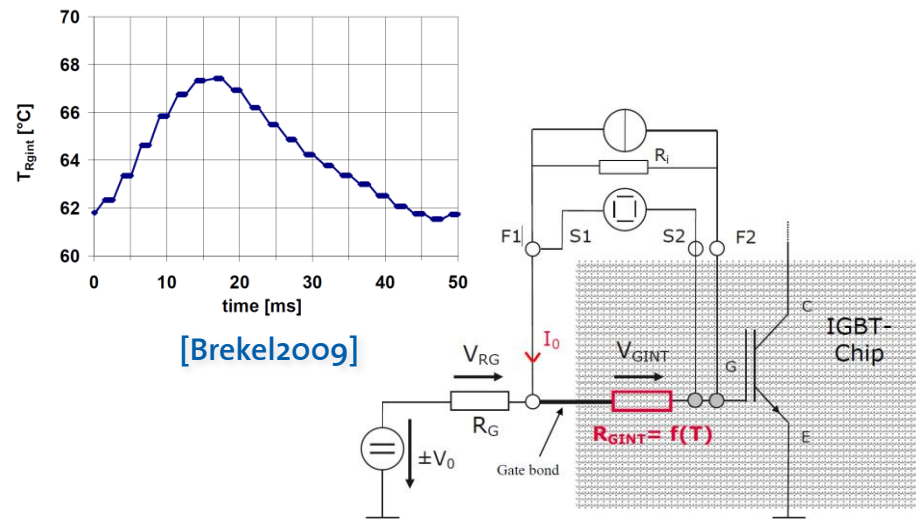 70
68
66
64
62
60
T_Rgint [°C]
0 10 20 30 40 50
time [ms]
[Brekel2009]
R_i
F1 S1 S2 F2
I_0
V_RG
V_GINT
R_G
±V_0
Gate bond
R_GINT= f(T)
G
C
E
IGBT-
Chip